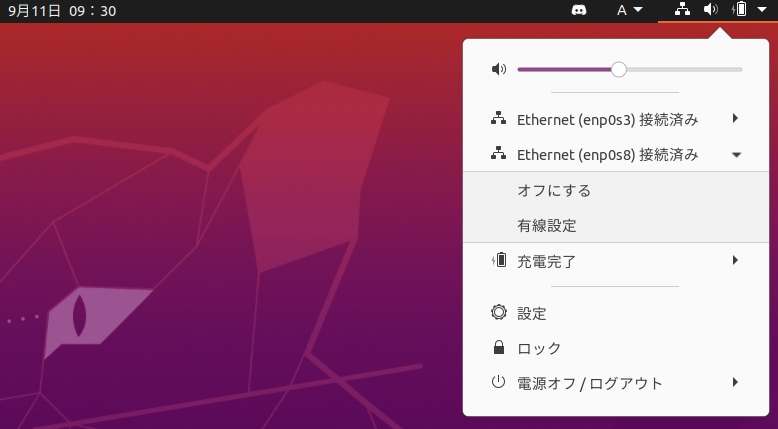 9月11日 09：30
A
Ethernet (enp0s3) 接続済み
Ethernet (enp0s8) 接続済み
オフにする
有線設定
充電完了
設定
ロック
電源オフ / ログアウト